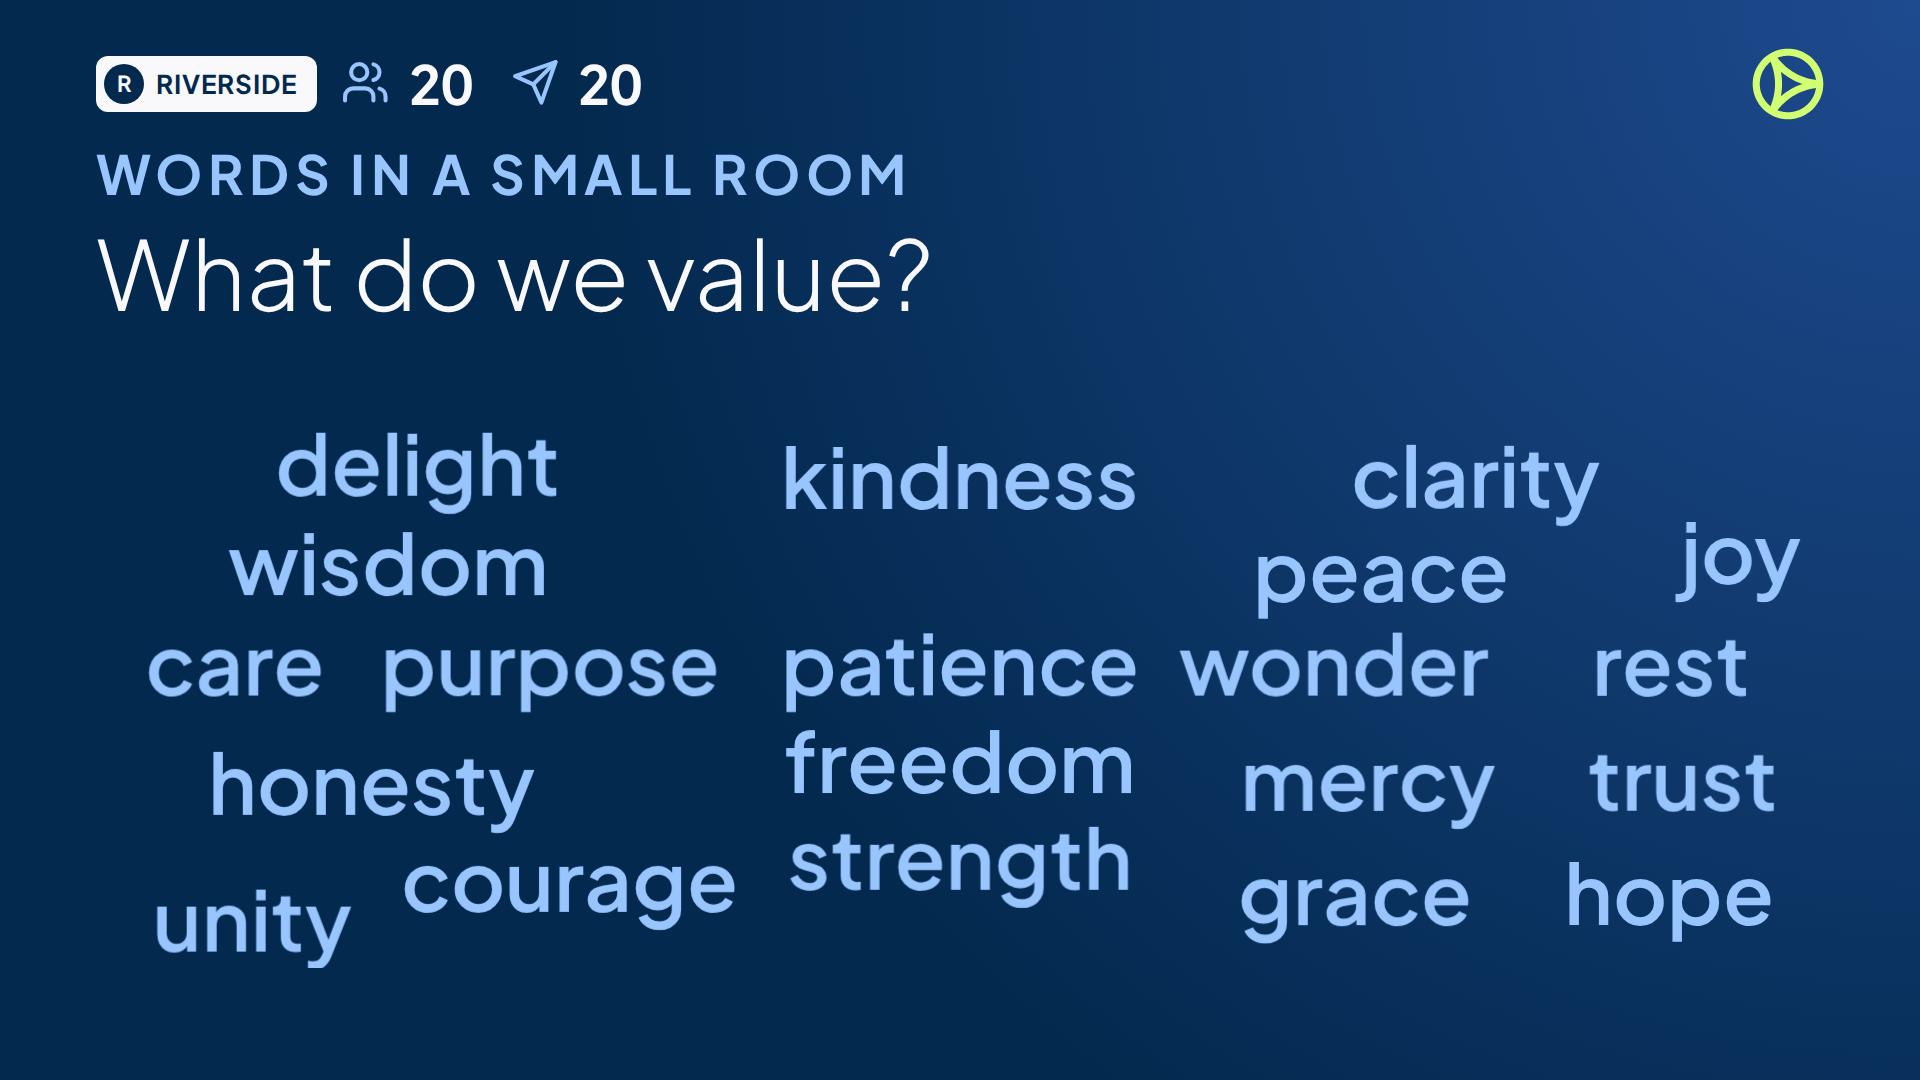 R RIVERSIDE 20 20
WORDS IN A SMALL ROOM
What do we value?
delight kindness clarity
wisdom peace joy
care purpose patience wonder rest
honesty freedom mercy trust
unity courage strength grace hope